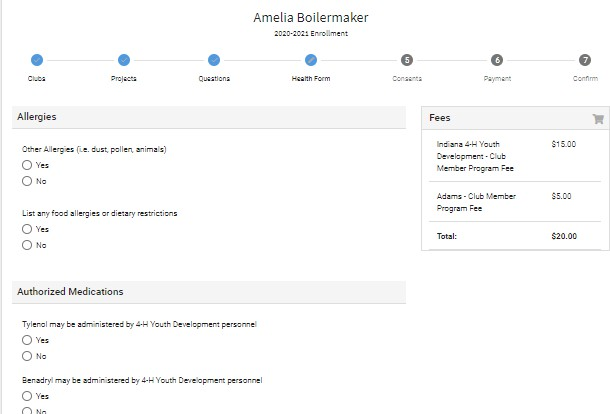 Amelia Boilermaker
2020-2021 Enrollment
5
6
7
Clubs
Projects
Questions
Health Form
Consents
Payment
Confirm
Allergies
Other Allergies (i.e. dust, pollen, animals)
Yes
No
List any food allergies or dietary restrictions
Yes
No
Authorized Medications
Tylenol may be administered by 4-H Youth Development personnel
Yes
No
Benadryl may be administered by 4-H Youth Development personnel
Yes
No
Fees
Indiana 4-H Youth $15.00
Development - Club
Member Program Fee
Adams - Club Member $5.00
Program Fee
Total: $20.00